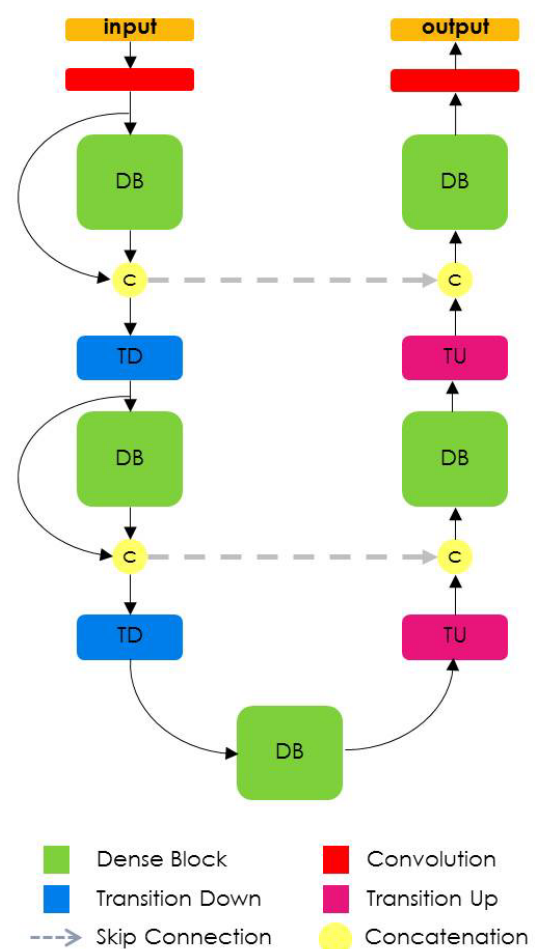 input output
DB DB
C C
TD TU
DB DB
C C
TD TU
DB
Dense Block Convolution
Transition Down Transition Up
Skip Connection Concatenation